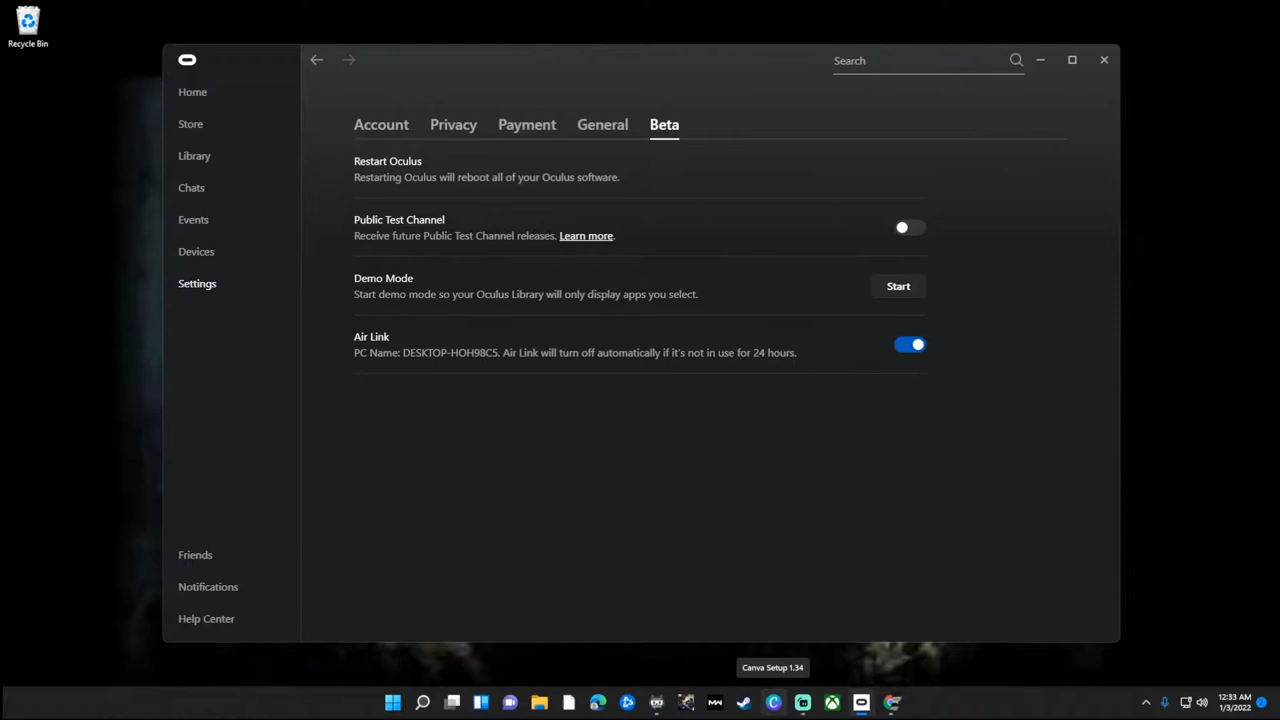 Recycle Bin
Search
Home
Store
Library
Chats
Events
Devices
Settings
Friends
Notifications
Help Center
Account Privacy Payment General Beta
Restart Oculus
Restarting Oculus will reboot all of your Oculus software.
Public Test Channel
Receive future Public Test Channel releases. Learn more.
Demo Mode
Start demo mode so your Oculus Library will only display apps you select.
Start
Air Link
PC Name: DESKTOP-HOH98C5. Air Link will turn off automatically if it's not in use for 24 hours.
Canva Setup 1.34
MW
12:33 AM
1/3/2022